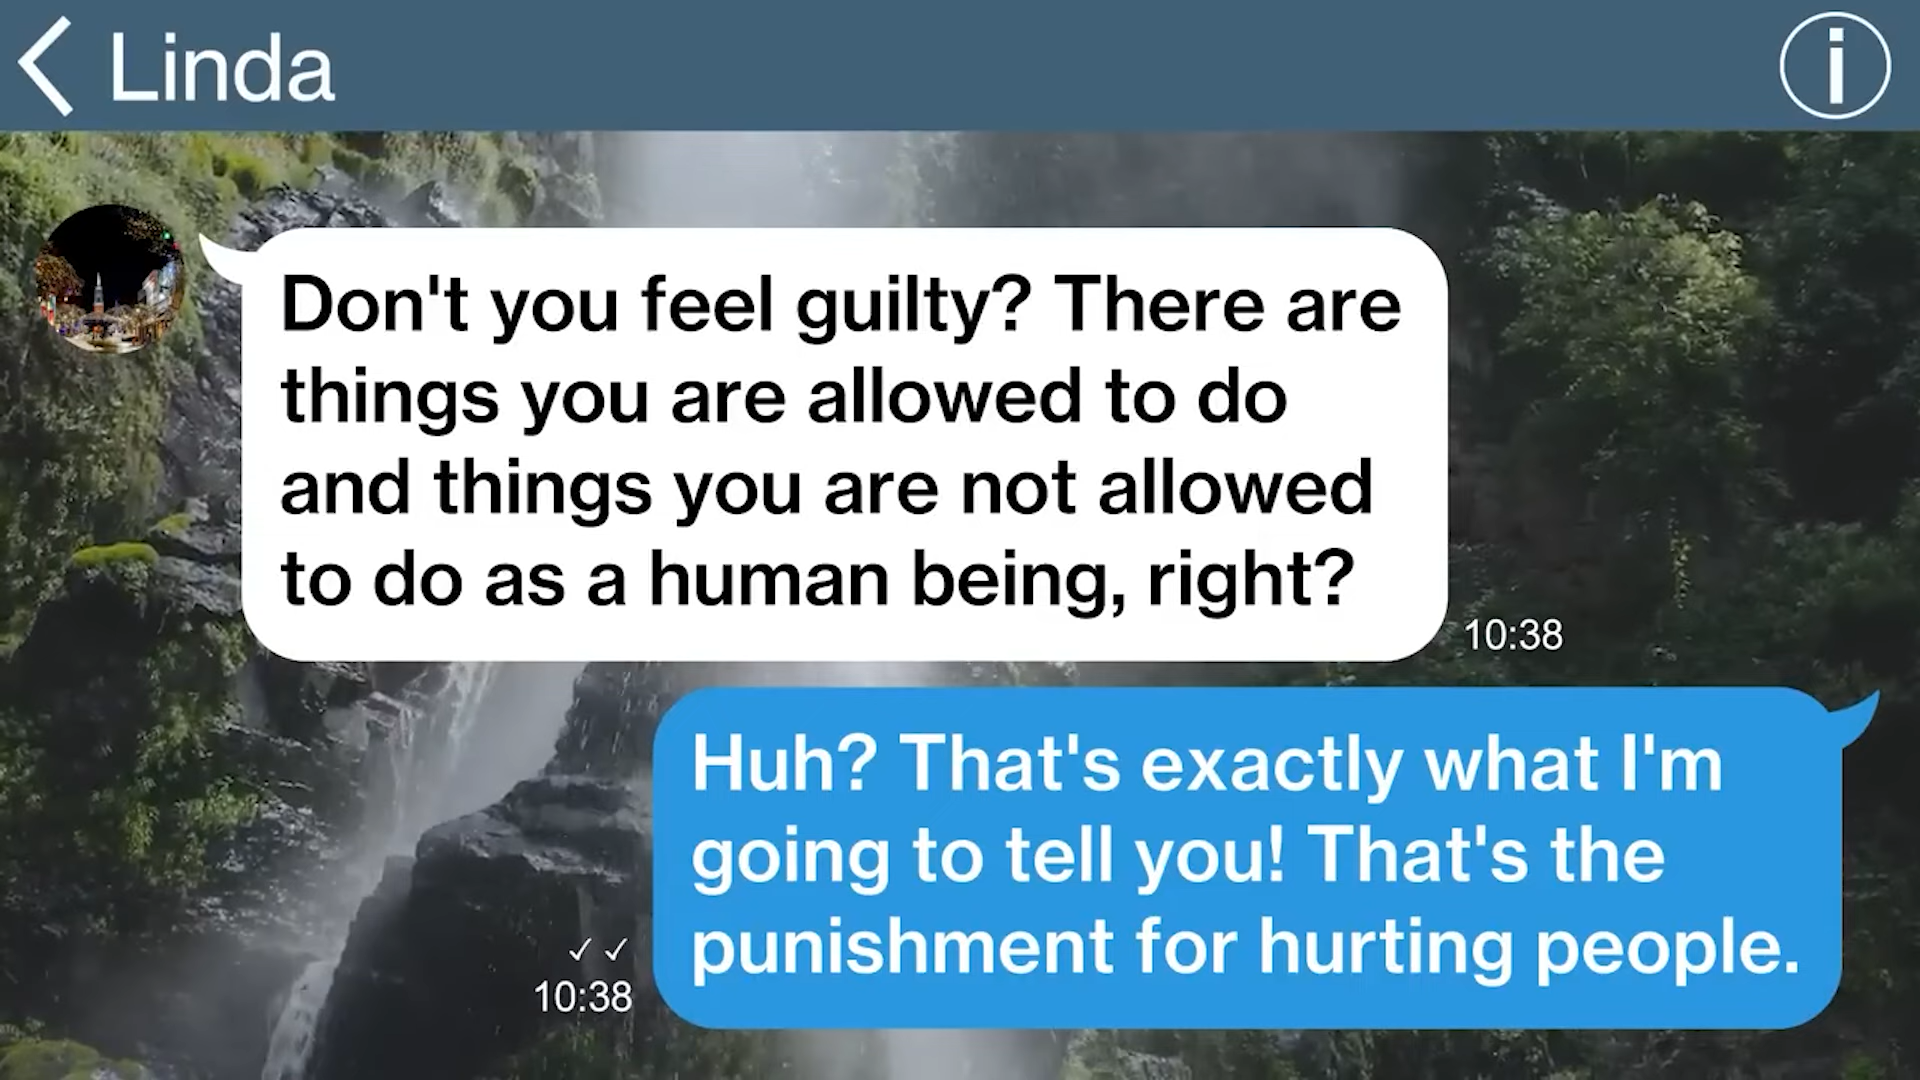 Linda
Don't you feel guilty? There are
things you are allowed to do
and things you are not allowed
to do as a human being, right?
10:38
Huh? That's exactly what I'm
going to tell you! That's the
punishment for hurting people.
10:38